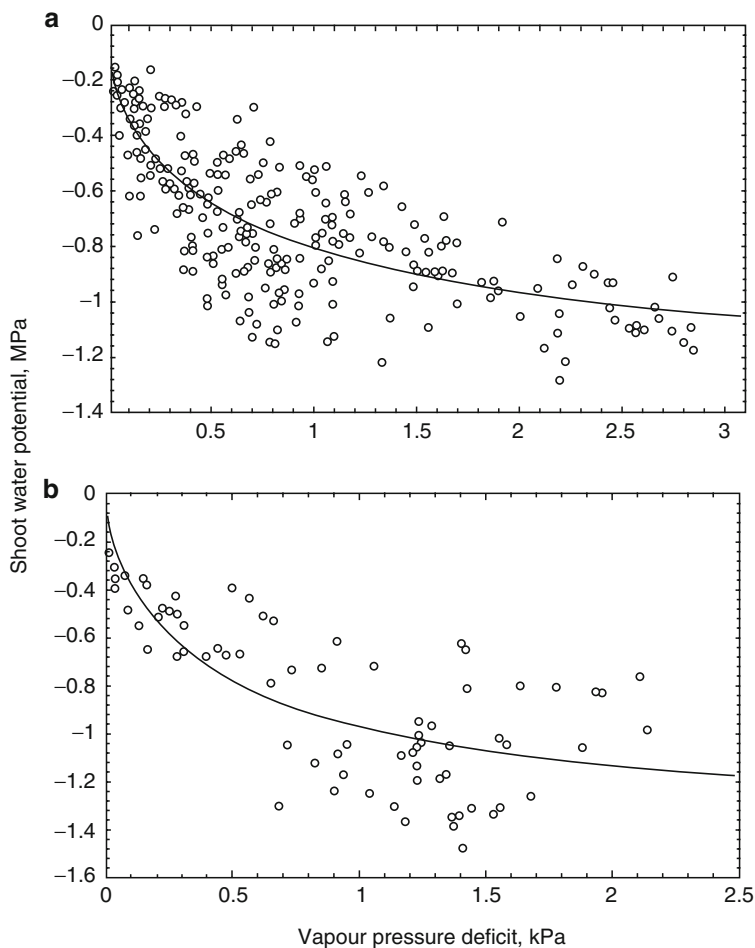 a
0
−0.2
−0.4
−0.6
−0.8
−1
−1.2
−1.4
0.5 1 1.5 2 2.5 3
Shoot water potential, MPa
b
0
−0.2
−0.4
−0.6
−0.8
−1
−1.2
−1.4
−1.6
0 0.5 1 1.5 2 2.5
Vapour pressure deficit, kPa